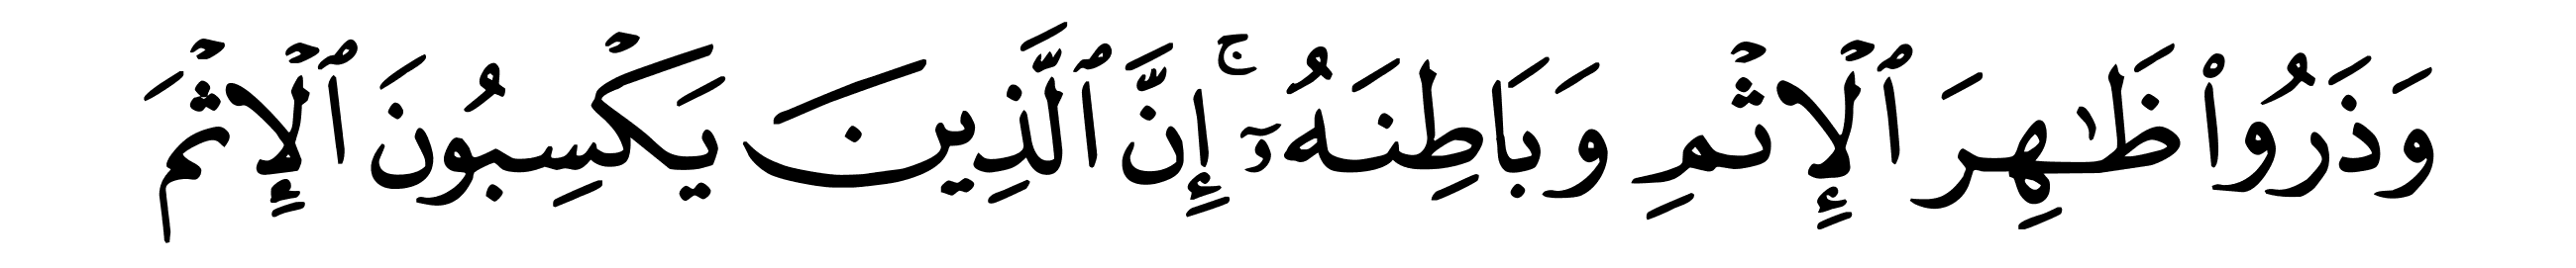 وَذَرُوا۟ ظَٰهِرَ ٱلْإِثْمِ وَبَاطِنَهُۥٓ ۚ إِنَّ ٱلَّذِينَ يَكْسِبُونَ ٱلْإِثْمَ